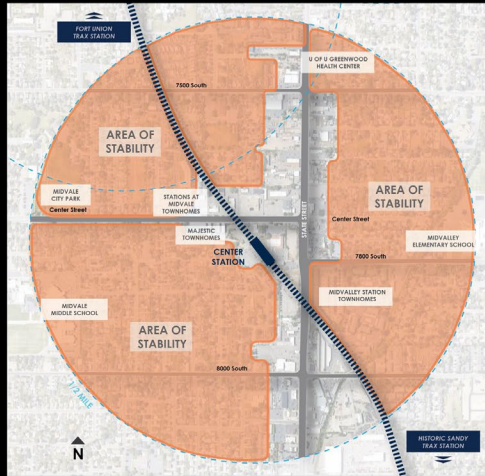 FORT UNION
TRAX STATION
U OF U GREENWOOD
HEALTH CENTER
7500 South
AREA OF
STABILITY
AREA OF
STABILITY
MIDVALE
CITY PARK
STATIONS AT
MIDVALE
TOWNHOMES
Center Street
STATE STREET
Center Street
MAJESTIC
TOWNHOMES
MIDVALLEY
ELEMENTARY SCHOOL
CENTER
STATION
7800 South
MIDVALE
MIDDLE SCHOOL
MIDVALLEY STATION
TOWNHOMES
AREA OF
STABILITY
8000 South
1/2 MILE
N
HISTORIC SANDY
TRAX STATION